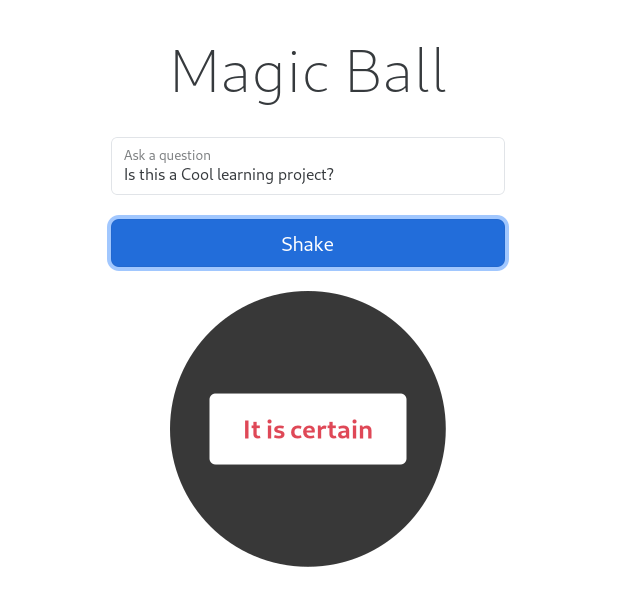 Magic Ball
Ask a question
Is this a Cool learning project?
Shake
It is certain